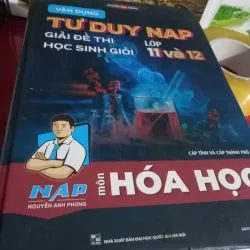 VẬN DỤNG
TƯ DUY NAP
GIẢI ĐỀ THI
HỌC SINH GIỎI
LỚP
11 và 12
CẤP TỈNH VÀ CẤP THÀNH PHỐ
NAP
NGUYỄN ANH PHONG
môn
HÓA HỌC
NHÀ XUẤT BẢN ĐẠI HỌC QUỐC GIA HÀ NỘI